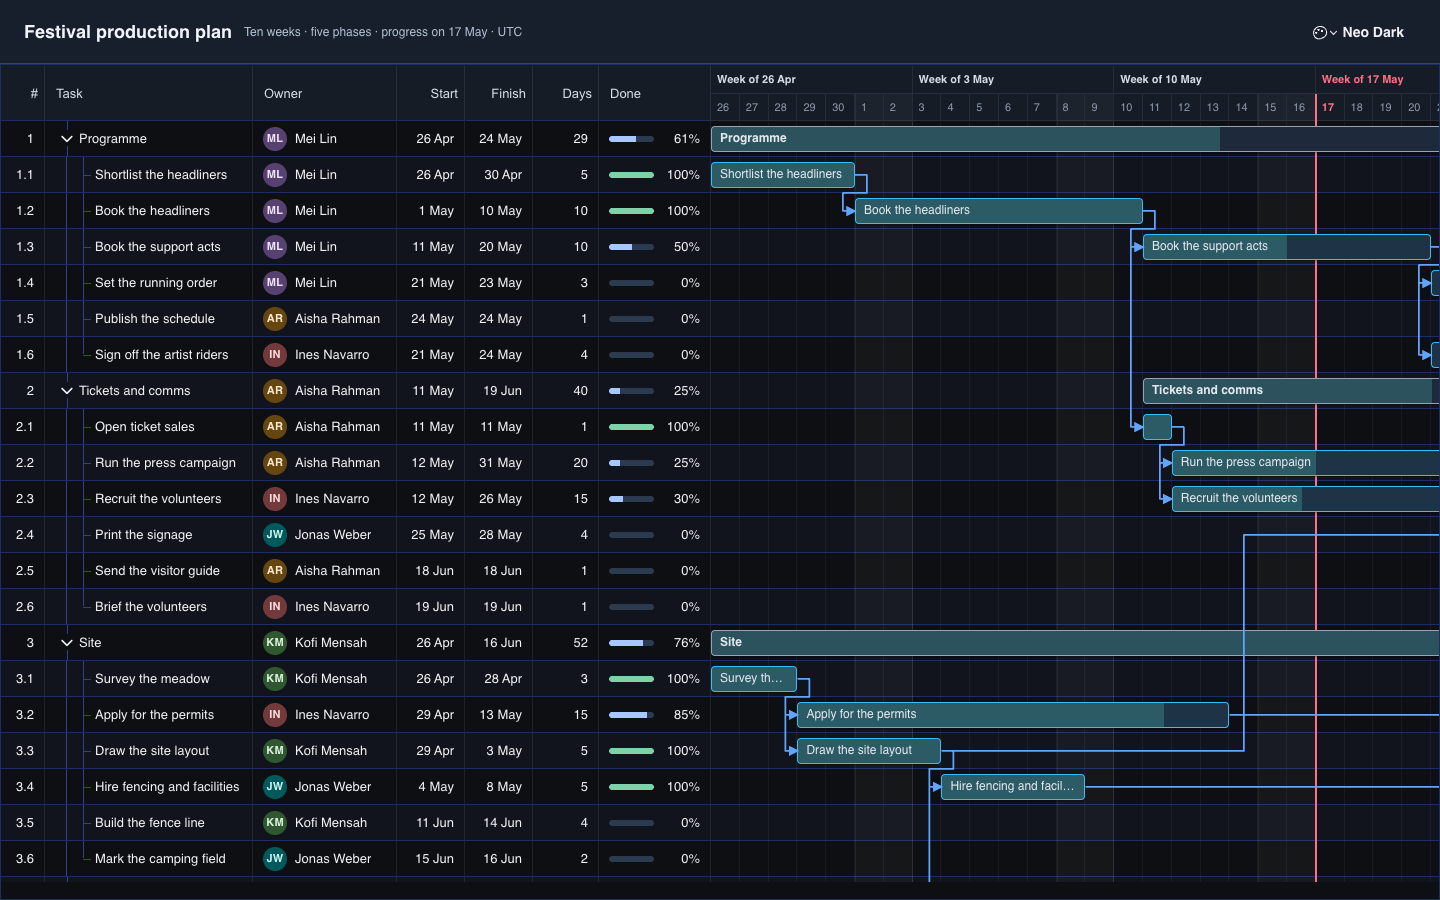 Festival production plan Ten weeks · five phases · progress on 17 May · UTC Neo Dark
# Task Owner Start Finish Days Done
Week of 26 Apr Week of 3 May Week of 10 May Week of 17 May
26 27 28 29 30 1 2 3 4 5 6 7 8 9 10 11 12 13 14 15 16 17 18 19 20
1 Programme ML Mei Lin 26 Apr 24 May 29 61% Programme
1.1 Shortlist the headliners ML Mei Lin 26 Apr 30 Apr 5 100% Shortlist the headliners
1.2 Book the headliners ML Mei Lin 1 May 10 May 10 100% Book the headliners
1.3 Book the support acts ML Mei Lin 11 May 20 May 10 50% Book the support acts
1.4 Set the running order ML Mei Lin 21 May 23 May 3 0%
1.5 Publish the schedule AR Aisha Rahman 24 May 24 May 1 0%
1.6 Sign off the artist riders IN Ines Navarro 21 May 24 May 4 0%
2 Tickets and comms AR Aisha Rahman 11 May 19 Jun 40 25% Tickets and comms
2.1 Open ticket sales AR Aisha Rahman 11 May 11 May 1 100%
2.2 Run the press campaign AR Aisha Rahman 12 May 31 May 20 25% Run the press campaign
2.3 Recruit the volunteers IN Ines Navarro 12 May 26 May 15 30% Recruit the volunteers
2.4 Print the signage JW Jonas Weber 25 May 28 May 4 0%
2.5 Send the visitor guide AR Aisha Rahman 18 Jun 18 Jun 1 0%
2.6 Brief the volunteers IN Ines Navarro 19 Jun 19 Jun 1 0%
3 Site KM Kofi Mensah 26 Apr 16 Jun 52 76% Site
3.1 Survey the meadow KM Kofi Mensah 26 Apr 28 Apr 3 100% Survey th…
3.2 Apply for the permits IN Ines Navarro 29 Apr 13 May 15 85% Apply for the permits
3.3 Draw the site layout KM Kofi Mensah 29 Apr 3 May 5 100% Draw the site layout
3.4 Hire fencing and facilities JW Jonas Weber 4 May 8 May 5 100% Hire fencing and facil…
3.5 Build the fence line KM Kofi Mensah 11 Jun 14 Jun 4 0%
3.6 Mark the camping field JW Jonas Weber 15 Jun 16 Jun 2 0%